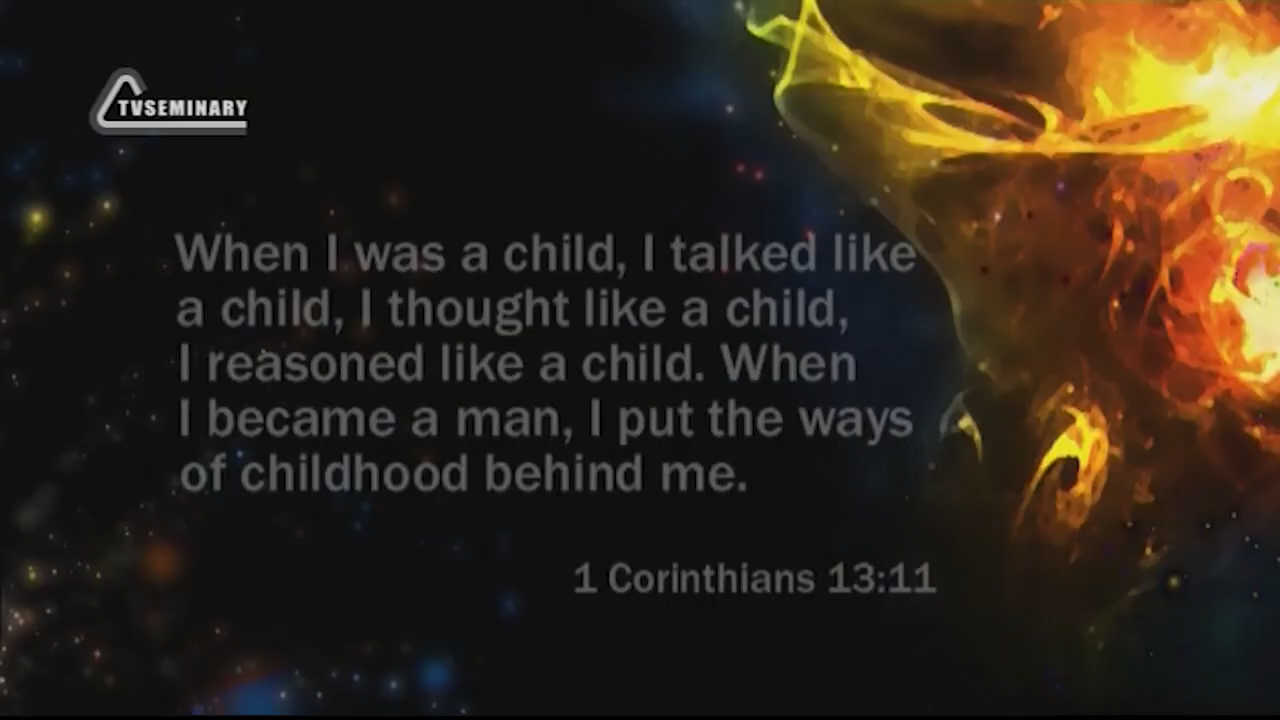 TVSEMINARY
When I was a child, I talked like
a child, I thought like a child,
I reasoned like a child. When
I became a man, I put the ways
of childhood behind me.
1 Corinthians 13:11